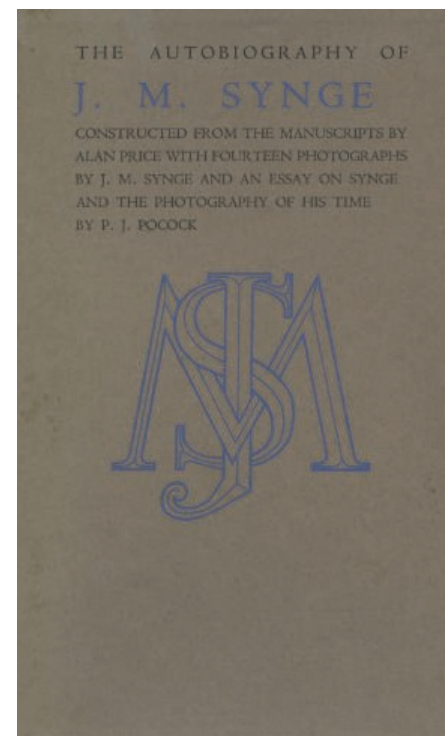 THE AUTOBIOGRAPHY OF
J. M. SYNGE
CONSTRUCTED FROM THE MANUSCRIPTS BY
ALAN PRICE WITH FOURTEEN PHOTOGRAPHS
BY J. M. SYNGE AND AN ESSAY ON SYNGE
AND THE PHOTOGRAPHY OF HIS TIME
BY P. J. POCOCK
JMS